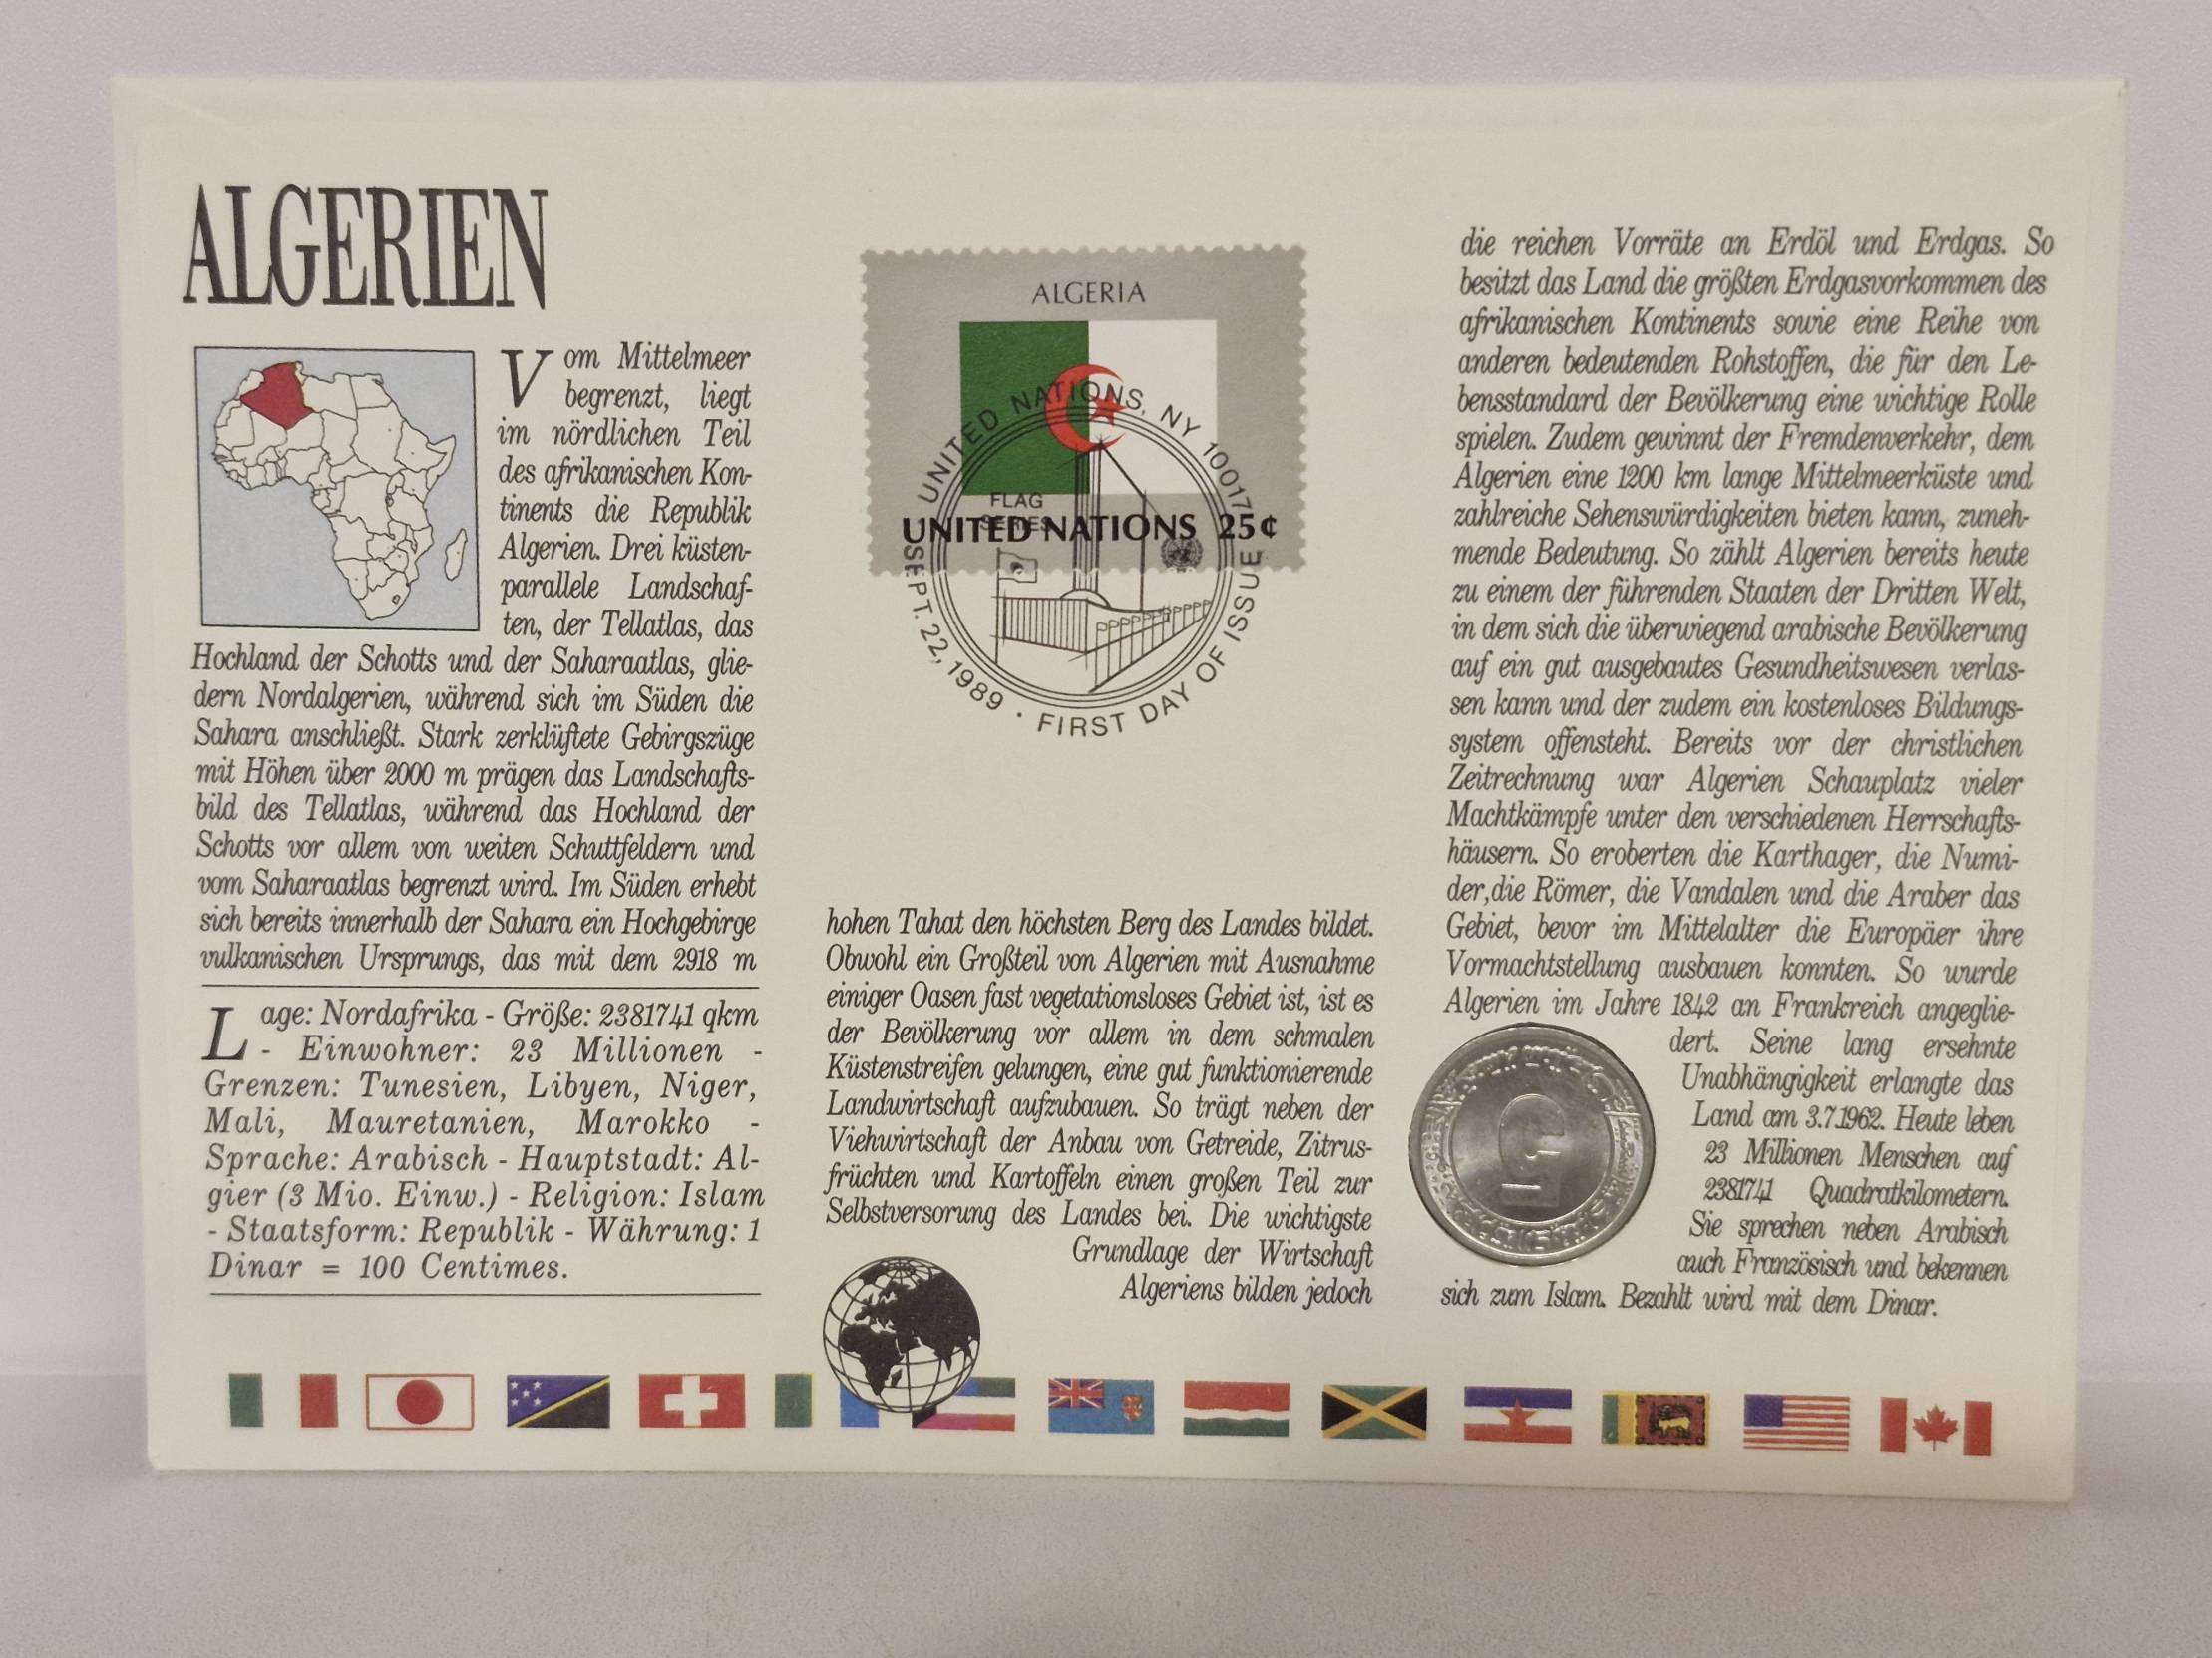 ALGERIEN
Vom Mittelmeer
begrenzt, liegt
im nördlichen Teil
des afrikanischen Kon-
tinents die Republik
Algerien. Drei küsten-
parallele Landschaf-
ten, der Tellatlas, das
Hochland der Schotts und der Saharaatlas, glie-
dern Nordalgerien, während sich im Süden die
Sahara anschließt. Stark zerklüftete Gebirgszüge
mit Höhen über 2000 m prägen das Landschafts-
bild des Tellatlas, während das Hochland der
Schotts vor allem von weiten Schuttfeldern und
vom Saharaatlas begrenzt wird. Im Süden erhebt
sich bereits innerhalb der Sahara ein Hochgebirge
vulkanischen Ursprungs, das mit dem 2918 m
Lage: Nordafrika - Größe: 2381741 qkm
- Einwohner: 23 Millionen -
Grenzen: Tunesien, Libyen, Niger,
Mali, Mauretanien, Marokko -
Sprache: Arabisch - Hauptstadt: Al-
gier (3 Mio. Einw.) - Religion: Islam
- Staatsform: Republik - Währung: 1
Dinar = 100 Centimes.
ALGERIA
UNITED NATIONS, NY 10017
FLAG
SERIES
UNITED NATIONS 25¢
SEPT. 22, 1989 · FIRST DAY OF ISSUE
hohen Tahat den höchsten Berg des Landes bildet.
Obwohl ein Großteil von Algerien mit Ausnahme
einiger Oasen fast vegetationsloses Gebiet ist, ist es
der Bevölkerung vor allem in dem schmalen
Küstenstreifen gelungen, eine gut funktionierende
Landwirtschaft aufzubauen. So trägt neben der
Viehwirtschaft der Anbau von Getreide, Zitrus-
früchten und Kartoffeln einen großen Teil zur
Selbstversorung des Landes bei. Die wichtigste
Grundlage der Wirtschaft
Algeriens bilden jedoch
die reichen Vorräte an Erdöl und Erdgas. So
besitzt das Land die größten Erdgasvorkommen des
afrikanischen Kontinents sowie eine Reihe von
anderen bedeutenden Rohstoffen, die für den Le-
bensstandard der Bevölkerung eine wichtige Rolle
spielen. Zudem gewinnt der Fremdenverkehr, dem
Algerien eine 1200 km lange Mittelmeerküste und
zahlreiche Sehenswürdigkeiten bieten kann, zuneh-
mende Bedeutung. So zählt Algerien bereits heute
zu einem der führenden Staaten der Dritten Welt,
in dem sich die überwiegend arabische Bevölkerung
auf ein gut ausgebautes Gesundheitswesen verlas-
sen kann und der zudem ein kostenloses Bildungs-
system offensteht. Bereits vor der christlichen
Zeitrechnung war Algerien Schauplatz vieler
Machtkämpfe unter den verschiedenen Herrschafts-
häusern. So eroberten die Karthager, die Numi-
der, die Römer, die Vandalen und die Araber das
Gebiet, bevor im Mittelalter die Europäer ihre
Vormachtstellung ausbauen konnten. So wurde
Algerien im Jahre 1842 an Frankreich angeglie-
dert. Seine lang ersehnte
Unabhängigkeit erlangte das
Land am 3.7.1962. Heute leben
23 Millionen Menschen auf
2381741 Quadratkilometern.
Sie sprechen neben Arabisch
auch Französisch und bekennen
sich zum Islam. Bezahlt wird mit dem Dinar.